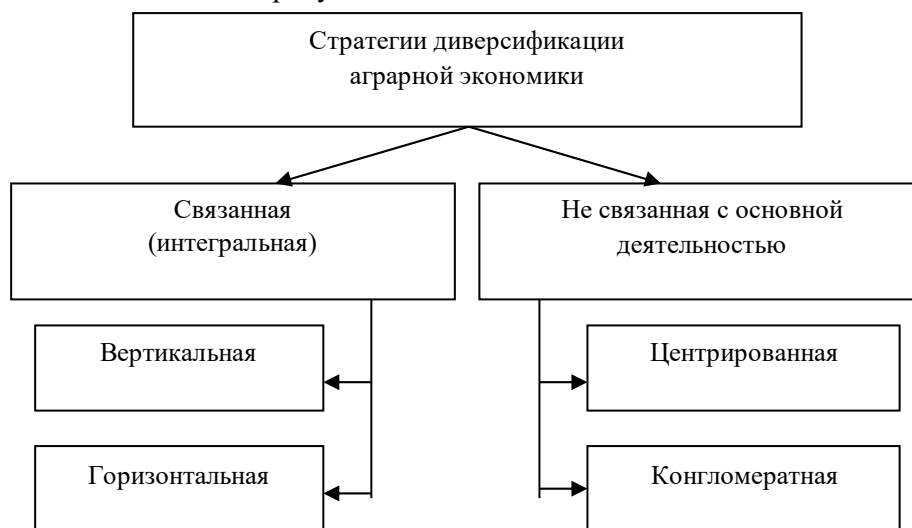 Стратегии диверсификации
аграрной экономики
Связанная
(интегральная)
Не связанная с основной
деятельностью
Вертикальная
Центрированная
Горизонтальная
Конгломератная